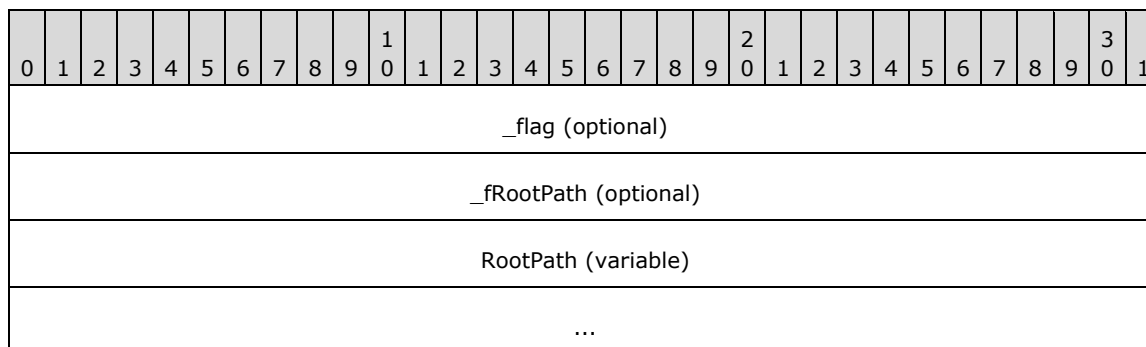 1 2 3
0 1 2 3 4 5 6 7 8 9 0 1 2 3 4 5 6 7 8 9 0 1 2 3 4 5 6 7 8 9 0 1
_flag (optional)
_fRootPath (optional)
RootPath (variable)
...